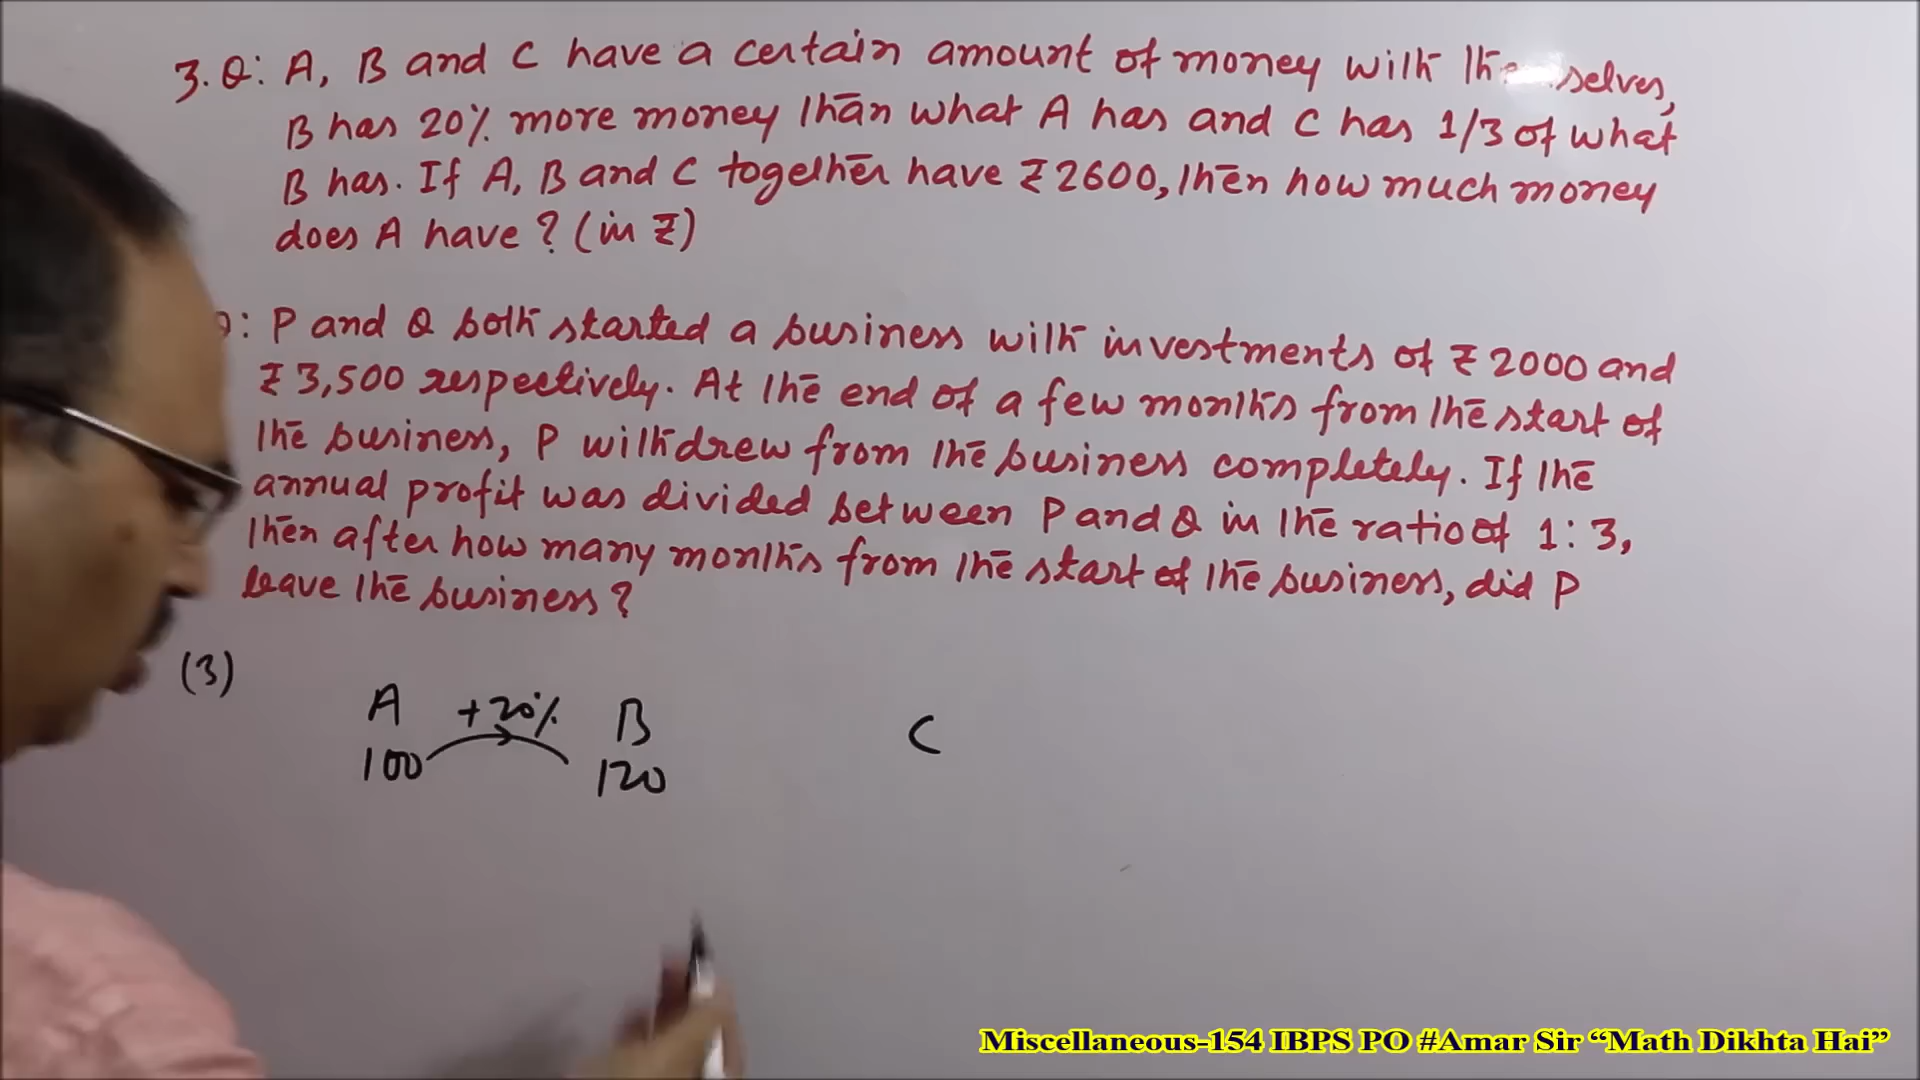 3. Q: A, B and C have a certain amount of money with themselves,
B has 20% more money than what A has and C has 1/3 of what
B has. If A, B and C together have ₹2600, then how much money
does A have? (in ₹)
: P and Q both started a business with investments of ₹2000 and
₹3,500 respectively. At the end of a few months from the start of
the business, P withdrew from the business completely. If the
annual profit was divided between P and Q in the ratio of 1:3,
then after how many months from the start of the business, did P
leave the business?
(3)
A +20% B C
100 120
Miscellaneous-154 IBPS PO #Amar Sir “Math Dikhta Hai”